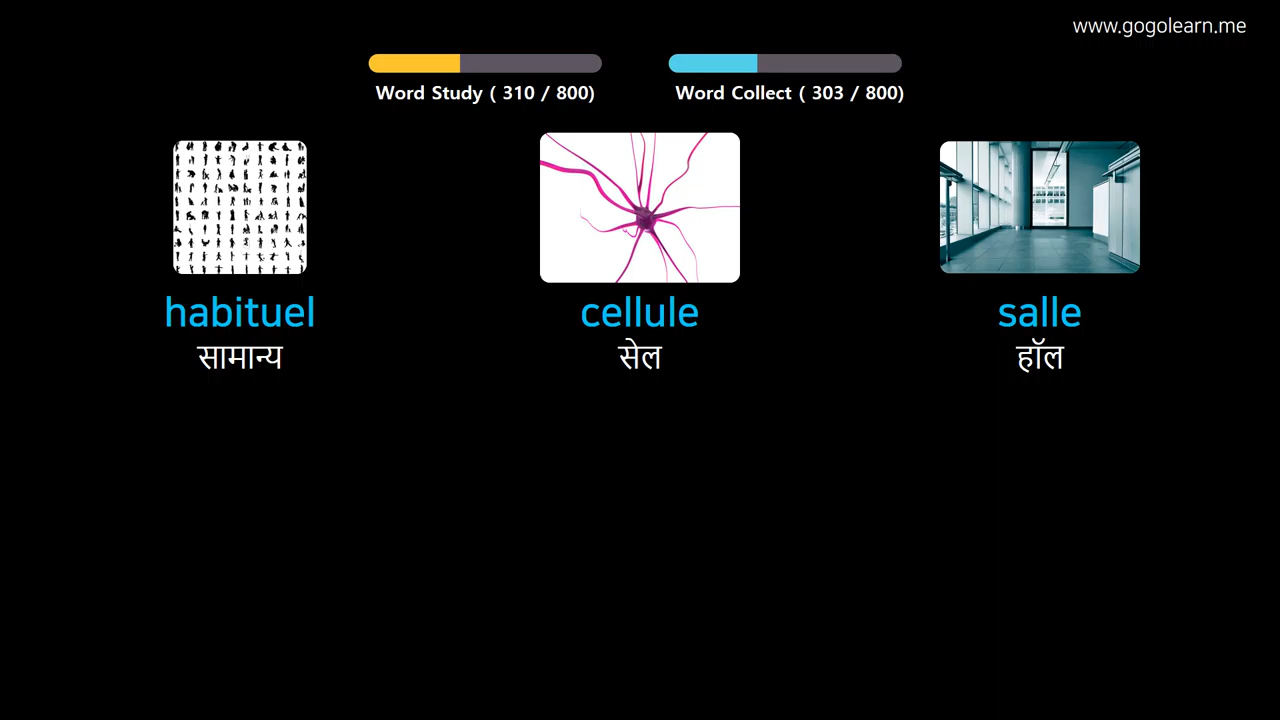 www.gogolearn.me
Word Study ( 310 / 800)
Word Collect ( 303 / 800)
habituel
सामान्य
cellule
सेल
salle
हॉल